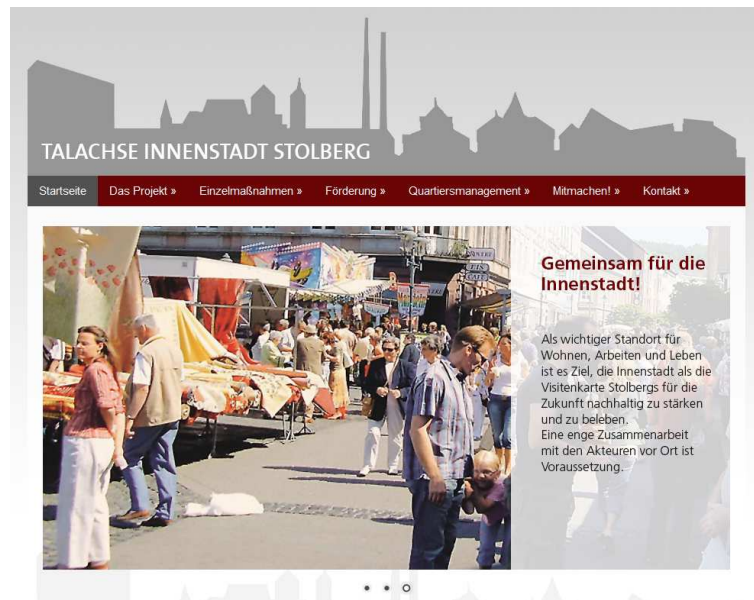 TALACHSE INNENSTADT STOLBERG
Startseite Das Projekt » Einzelmaßnahmen » Förderung » Quartiersmanagement » Mitmachen! » Kontakt »
Gemeinsam für die
Innenstadt!
Als wichtiger Standort für
Wohnen, Arbeiten und Leben
ist es Ziel, die Innenstadt als die
Visitenkarte Stolbergs für die
Zukunft nachhaltig zu stärken
und zu beleben.
Eine enge Zusammenarbeit
mit den Akteuren vor Ort ist
Voraussetzung.
EIS
CAFE